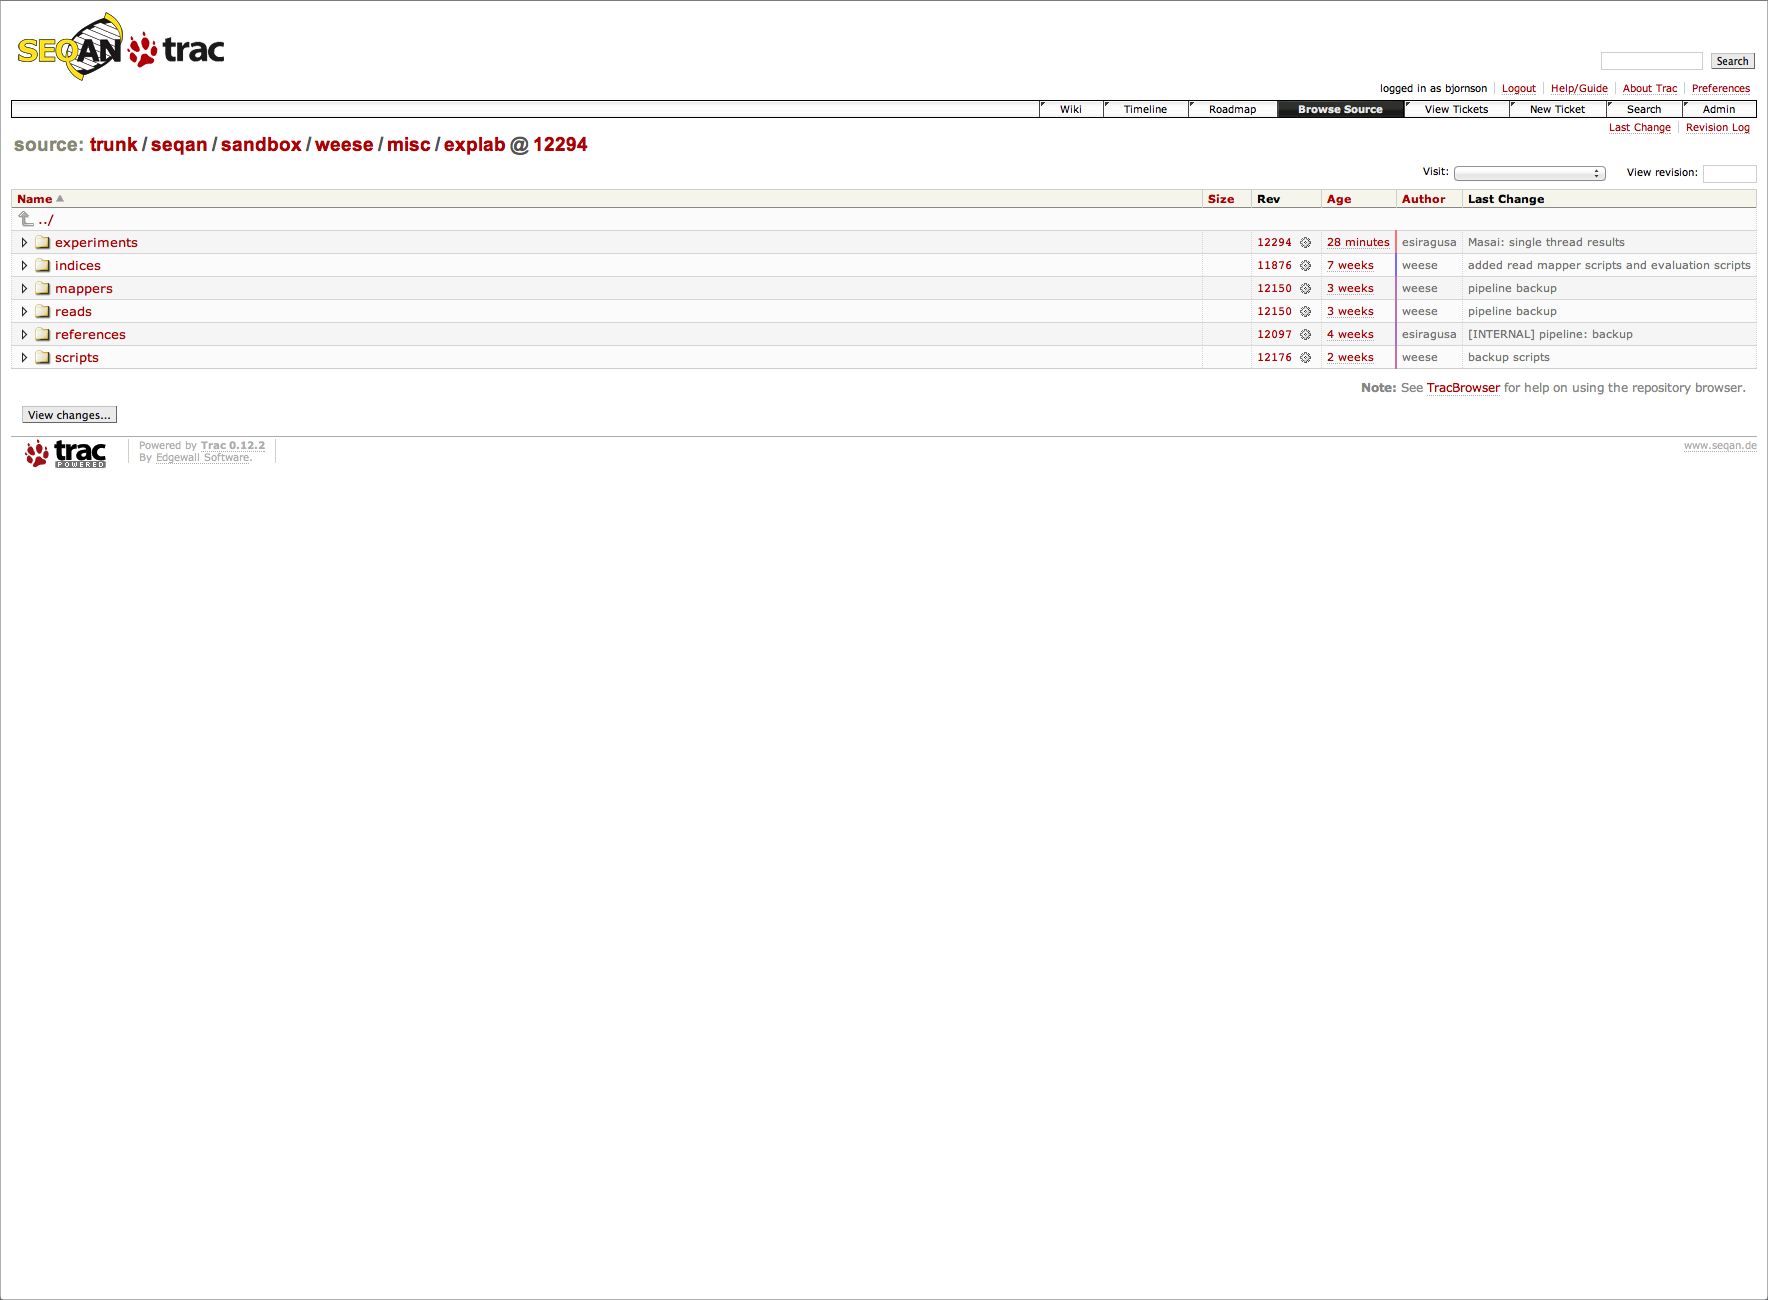 SEQAN trac
Search
logged in as bjornson Logout Help/Guide About Trac Preferences
Wiki Timeline Roadmap Browse Source View Tickets New Ticket Search Admin
Last Change Revision Log
source: trunk / seqan / sandbox / weese / misc / explab @ 12294
Visit: View revision:
Name Size Rev Age Author Last Change
../
experiments 12294 28 minutes esiragusa Masai: single thread results
indices 11876 7 weeks weese added read mapper scripts and evaluation scripts
mappers 12150 3 weeks weese pipeline backup
reads 12150 3 weeks weese pipeline backup
references 12097 4 weeks esiragusa [INTERNAL] pipeline: backup
scripts 12176 2 weeks weese backup scripts
Note: See TracBrowser for help on using the repository browser.
View changes...
trac POWERED
Powered by Trac 0.12.2
By Edgewall Software.
www.seqan.de